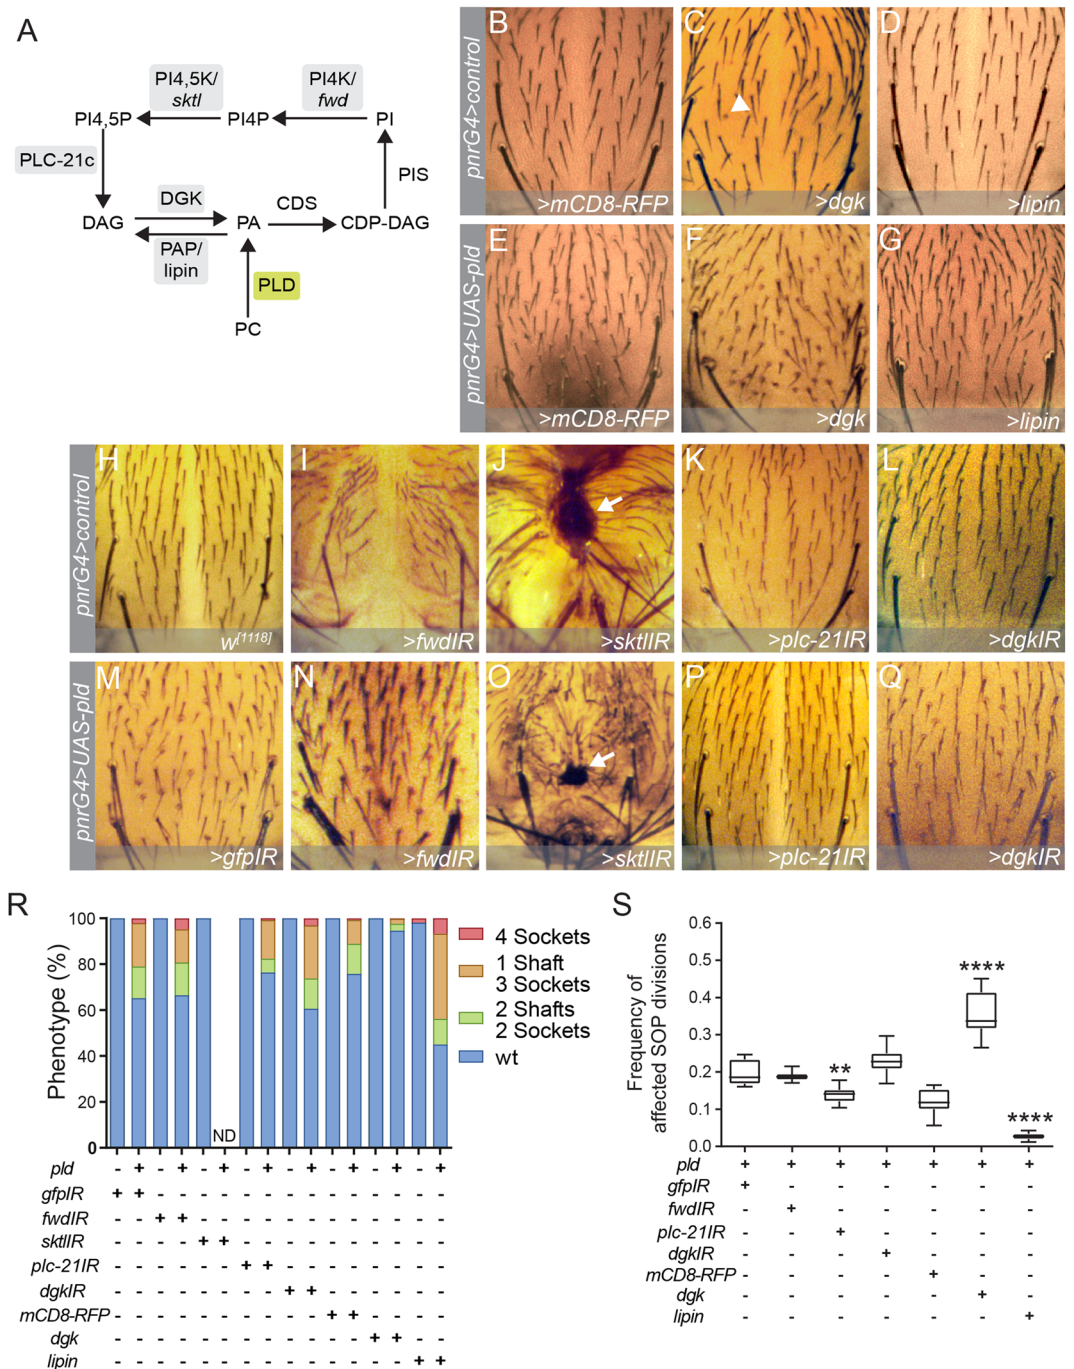 A
PI4,5K/
sktl
PI4K/
fwd
PI4,5P
PI4P
PI
PLC-21c
PIS
DGK
CDS
DAG
PA
CDP-DAG
PAP/
lipin
PLD
PC
pnrG4>control
B
>mCD8-RFP
C
>dgk
D
>lipin
pnrG4>UAS-pld
E
>mCD8-RFP
F
>dgk
G
>lipin
pnrG4>control
H
w[1118]
I
>fwdIR
J
>sktlIR
K
>plc-21IR
L
>dgkIR
pnrG4>UAS-pld
M
>gfpIR
N
>fwdIR
O
>sktlIR
P
>plc-21IR
Q
>dgkIR
R
Phenotype (%)
100
80
60
40
20
0
ND
4 Sockets
1 Shaft
3 Sockets
2 Shafts
2 Sockets
wt
pld - + - + - + - + - + - + - + - +
gfpIR + + - - - - - - - - - - - - - -
fwdIR - - + + - - - - - - - - - - - -
sktlIR - - - - + + - - - - - - - - - -
plc-21IR - - - - - - + + - - - - - - - -
dgkIR - - - - - - - - + + - - - - - -
mCD8-RFP - - - - - - - - - - + + - - - -
dgk - - - - - - - - - - - - + + - -
lipin - - - - - - - - - - - - - - + +
S
Frequency of
affected SOP divisions
0.6
0.5
0.4
0.3
0.2
0.1
0.0
**
****
****
pld + + + + + + +
gfpIR + - - - - - -
fwdIR - + - - - - -
plc-21IR - - + - - - -
dgkIR - - - + - - -
mCD8-RFP - - - - + - -
dgk - - - - - + -
lipin - - - - - - +